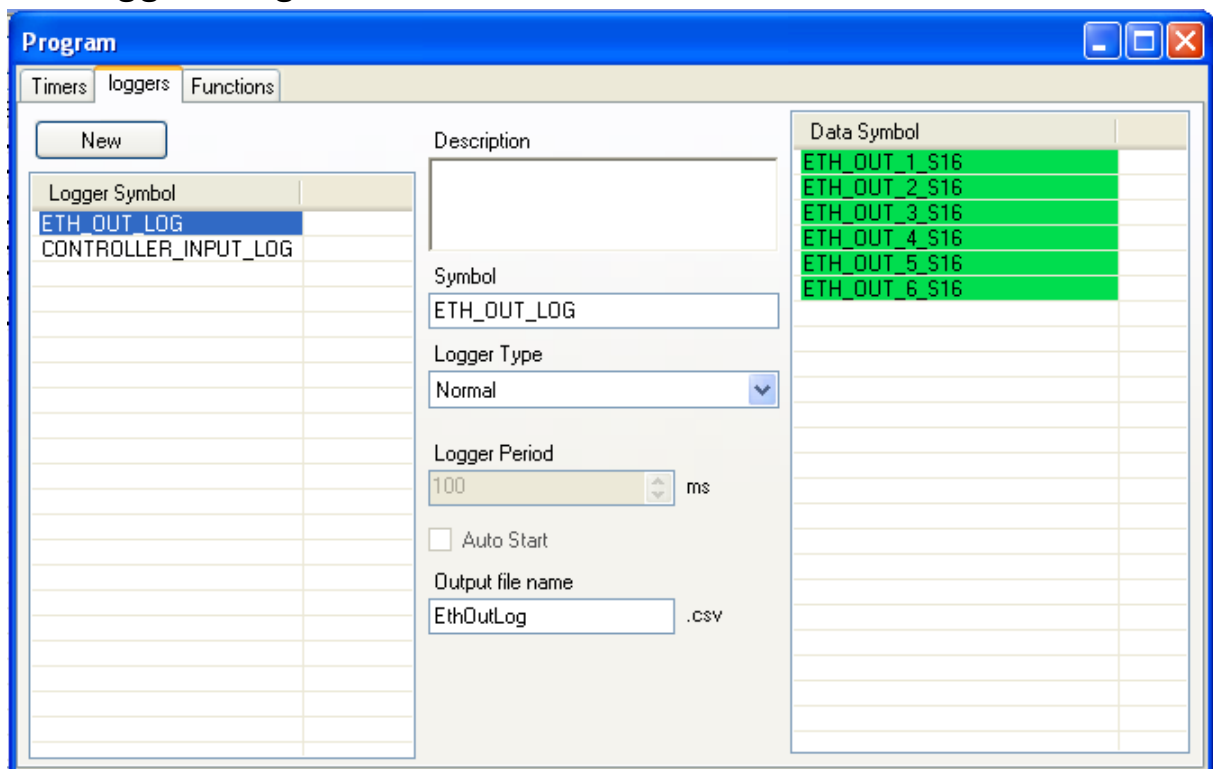 Program
Timers loggers Functions
New
Logger Symbol
ETH_OUT_LOG
CONTROLLER_INPUT_LOG
Description
Symbol
ETH_OUT_LOG
Logger Type
Normal
Logger Period
100 ms
Auto Start
Output file name
EthOutLog .csv
Data Symbol
ETH_OUT_1_S16
ETH_OUT_2_S16
ETH_OUT_3_S16
ETH_OUT_4_S16
ETH_OUT_5_S16
ETH_OUT_6_S16